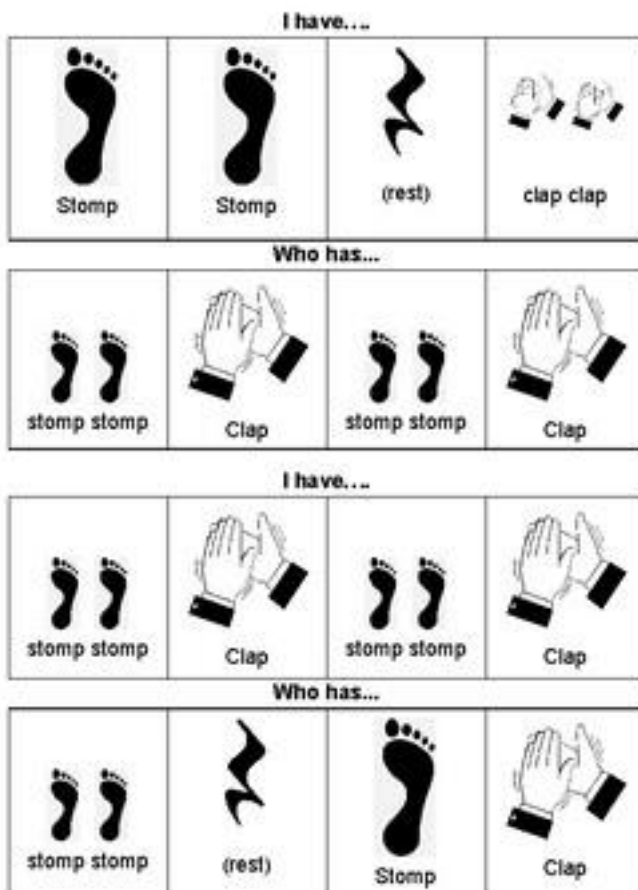 I have....
Stomp Stomp (rest) clap clap
Who has...
stomp stomp Clap stomp stomp Clap
I have....
stomp stomp Clap stomp stomp Clap
Who has...
stomp stomp (rest) Stomp Clap